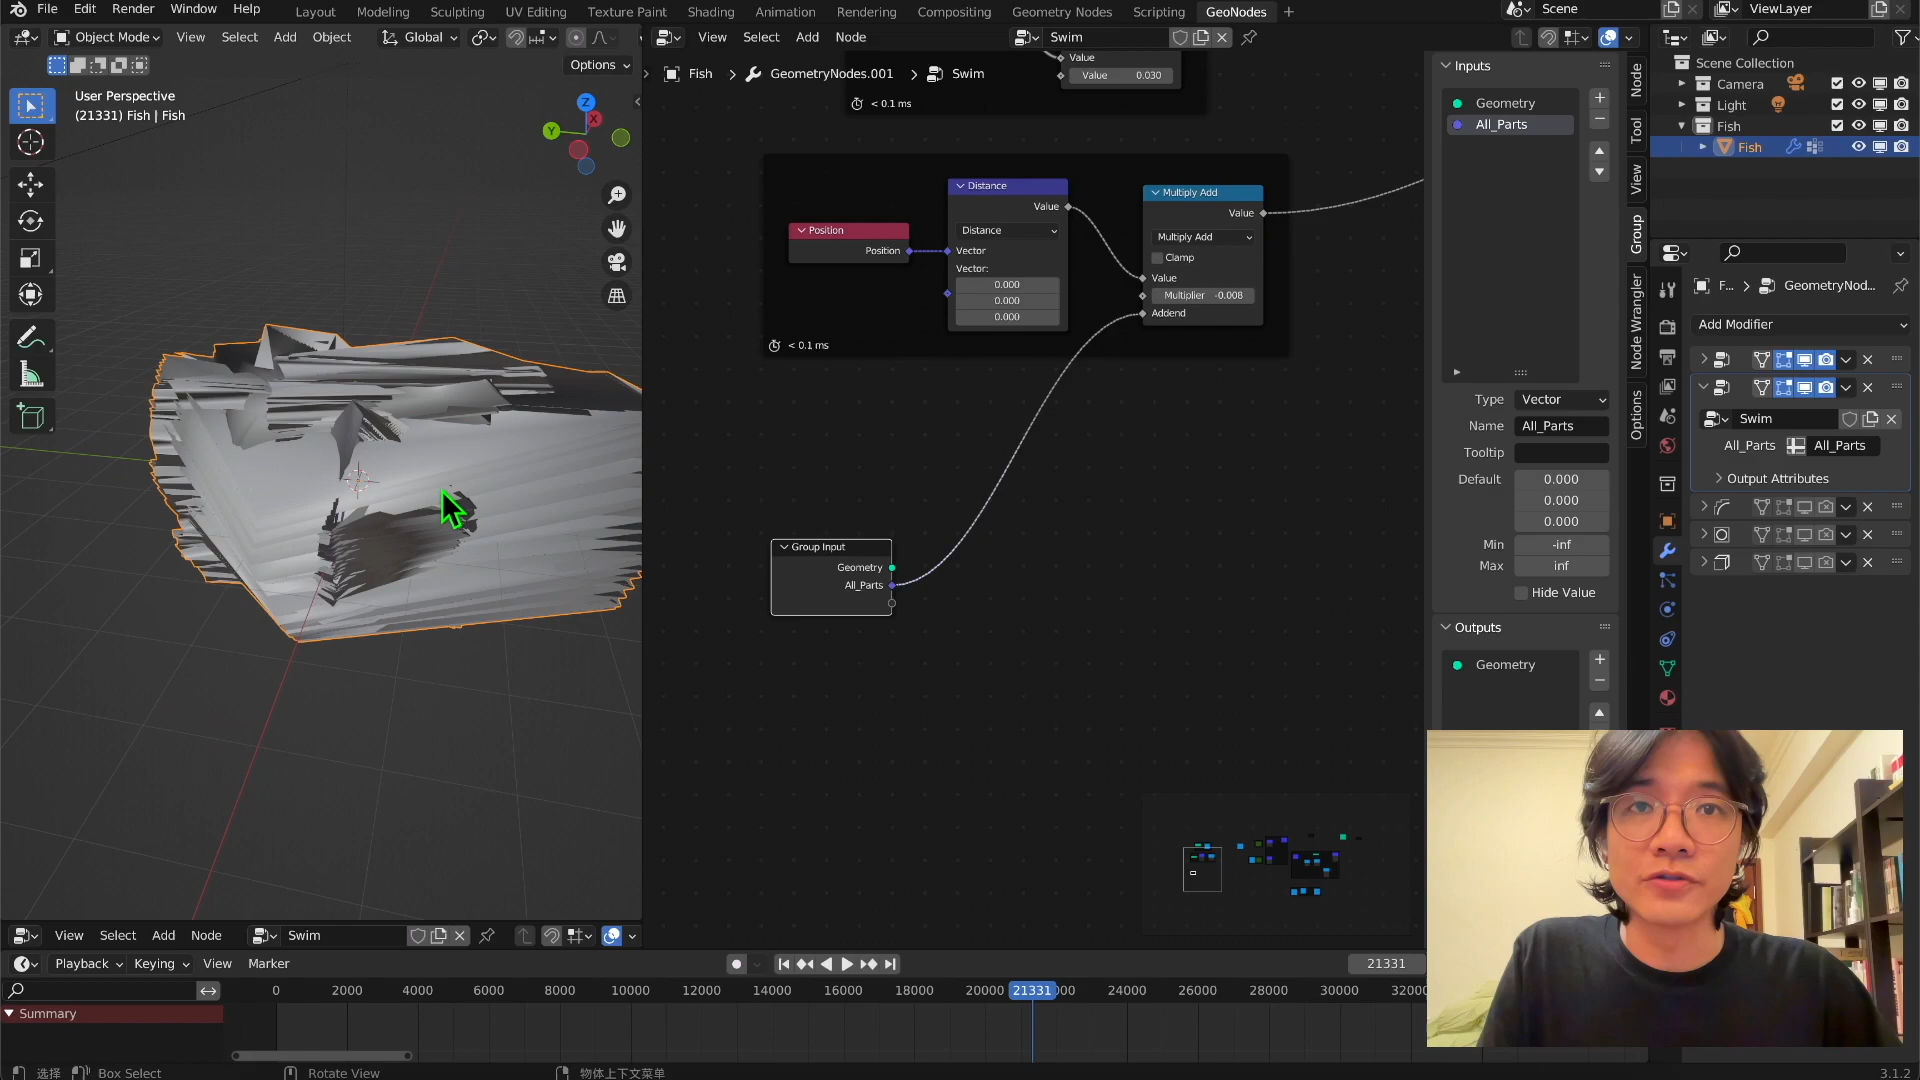 File Edit Render Window Help Layout Modeling Sculpting UV Editing Texture Paint Shading Animation Rendering Compositing Geometry Nodes Scripting GeoNodes + Scene ViewLayer
Object Mode View Select Add Object Global View Select Add Node Swim
Options
User Perspective
(21331) Fish | Fish
Z
X
Y
Fish > GeometryNodes.001 > Swim
Value
Value 0.030
< 0.1 ms
Position
Position
Distance
Value
Distance
Vector
Vector:
0.000
0.000
0.000
Multiply Add
Value
Multiply Add
Clamp
Value
Multiplier -0.008
Addend
< 0.1 ms
Group Input
Geometry
All_Parts
Inputs
Geometry
All_Parts
Type Vector
Name All_Parts
Tooltip
Default 0.000
0.000
0.000
Min -inf
Max inf
Hide Value
Outputs
Geometry
Node
Tool
View
Group
Node Wrangler
Options
Scene Collection
Camera
Light
Fish
Fish
F... > GeometryNod...
Add Modifier
Swim
All_Parts All_Parts
Output Attributes
View Select Add Node Swim
Playback Keying View Marker 21331
0 2000 4000 6000 8000 10000 12000 14000 16000 18000 20000 21331 24000 26000 28000 30000
Summary
选择 Box Select Rotate View 物体上下文菜单 3.1.2